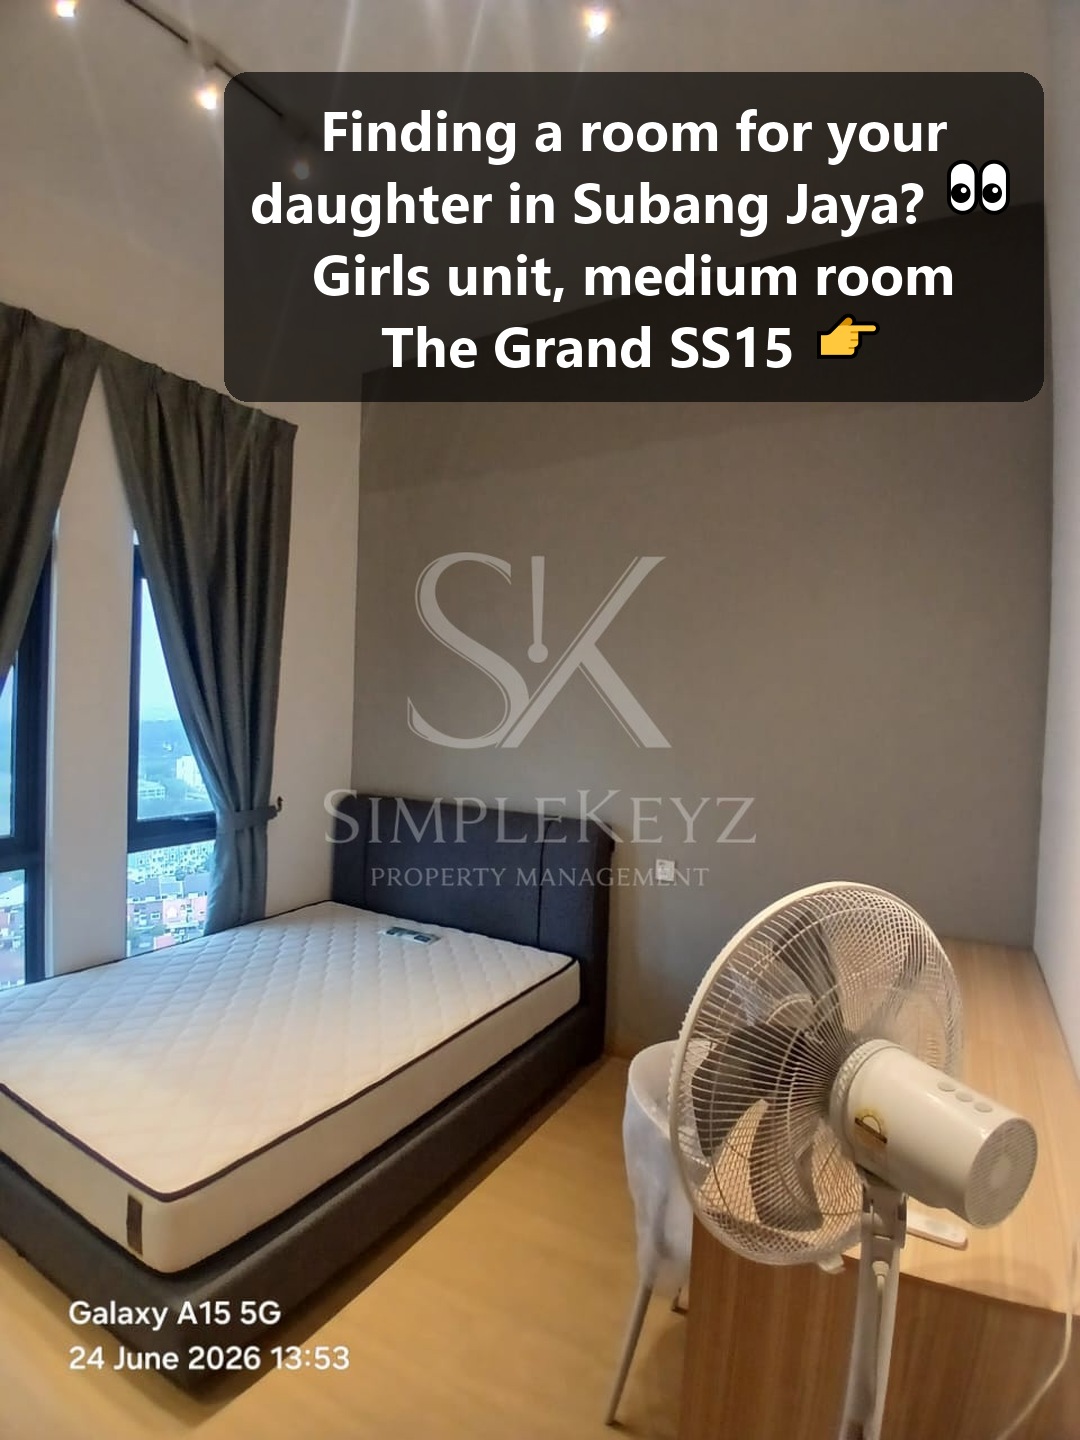 Finding a room for your
daughter in Subang Jaya? 👀
Girls unit, medium room
The Grand SS15 👉
SK
SIMPLEKEYZ
PROPERTY MANAGEMENT
Galaxy A15 5G
24 June 2026 13:53